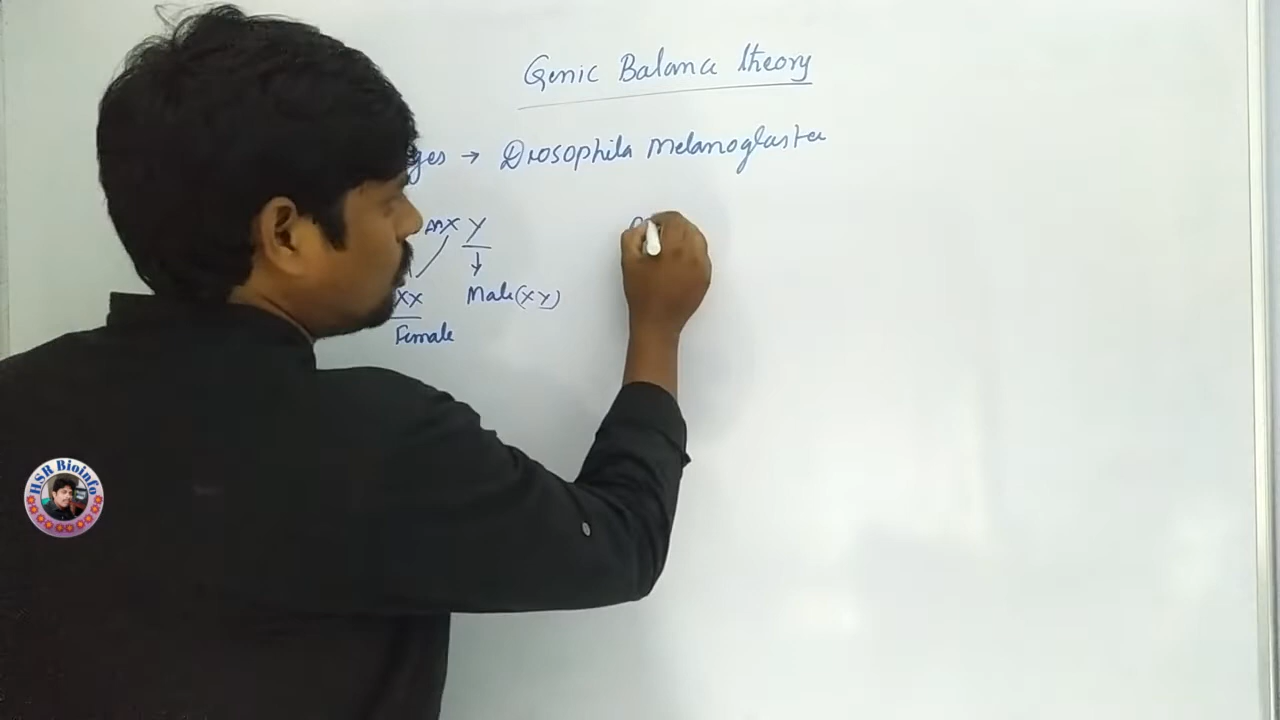 Genic Balance theory
ges → Drosophila Melanoglaster
X Y
XX Male(XY)
Female
HSR Bioinfo